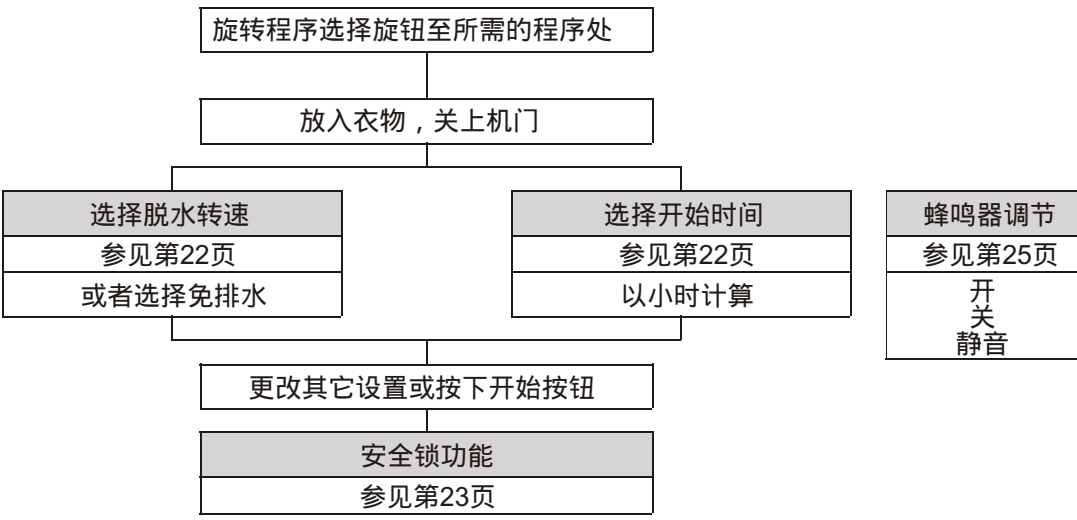 旋转程序选择旋钮至所需的程序处
放入衣物，关上机门
选择脱水转速
参见第22页
或者选择免排水
选择开始时间
参见第22页
以小时计算
蜂鸣器调节
参见第25页
开
关
静音
更改其它设置或按下开始按钮
安全锁功能
参见第23页